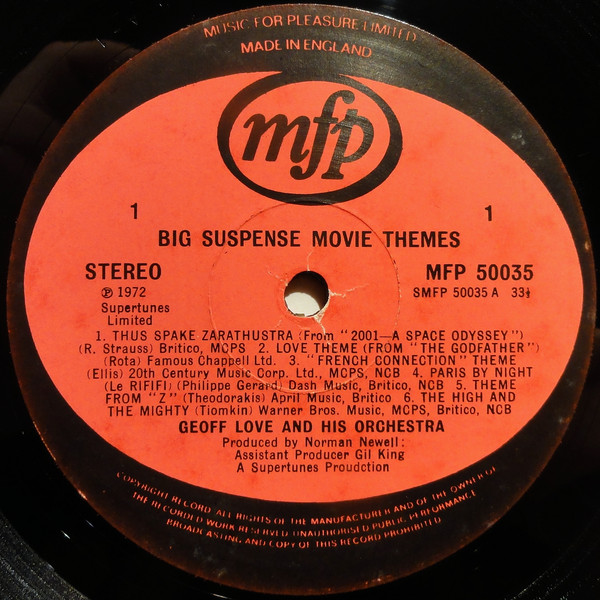 MUSIC FOR PLEASURE LIMITED
MADE IN ENGLAND
mfp
1 1
BIG SUSPENSE MOVIE THEMES
STEREO MFP 50035
Ⓟ 1972 SMFP 50035 A 33⅓
Supertunes
Limited
1. THUS SPAKE ZARATHUSTRA (From "2001—A SPACE ODYSSEY")
(R. Strauss) Britico, MCPS 2. LOVE THEME (FROM "THE GODFATHER")
(Rota) Famous Chappell Ltd. 3. "FRENCH CONNECTION" THEME
(Ellis) 20th Century Music Corp. Ltd., MCPS, NCB 4. PARIS BY NIGHT
(Le RIFIFI) (Philippe Gerard) Dash Music, Britico, NCB 5. THEME
FROM "Z" (Theodorakis) April Music, Britico 6. THE HIGH AND
THE MIGHTY (Tiomkin) Warner Bros. Music, MCPS, Britico, NCB
GEOFF LOVE AND HIS ORCHESTRA
Produced by Norman Newell:
Assistant Producer Gil King
A Supertunes Proudction
COPYRIGHT RECORD ALL RIGHTS OF THE MANUFACTURER AND OF THE OWNER OF
THE RECORDED WORK RESERVED UNAUTHORISED PUBLIC PERFORMANCE
BROADCASTING AND COPY OF THIS RECORD PROHIBITED